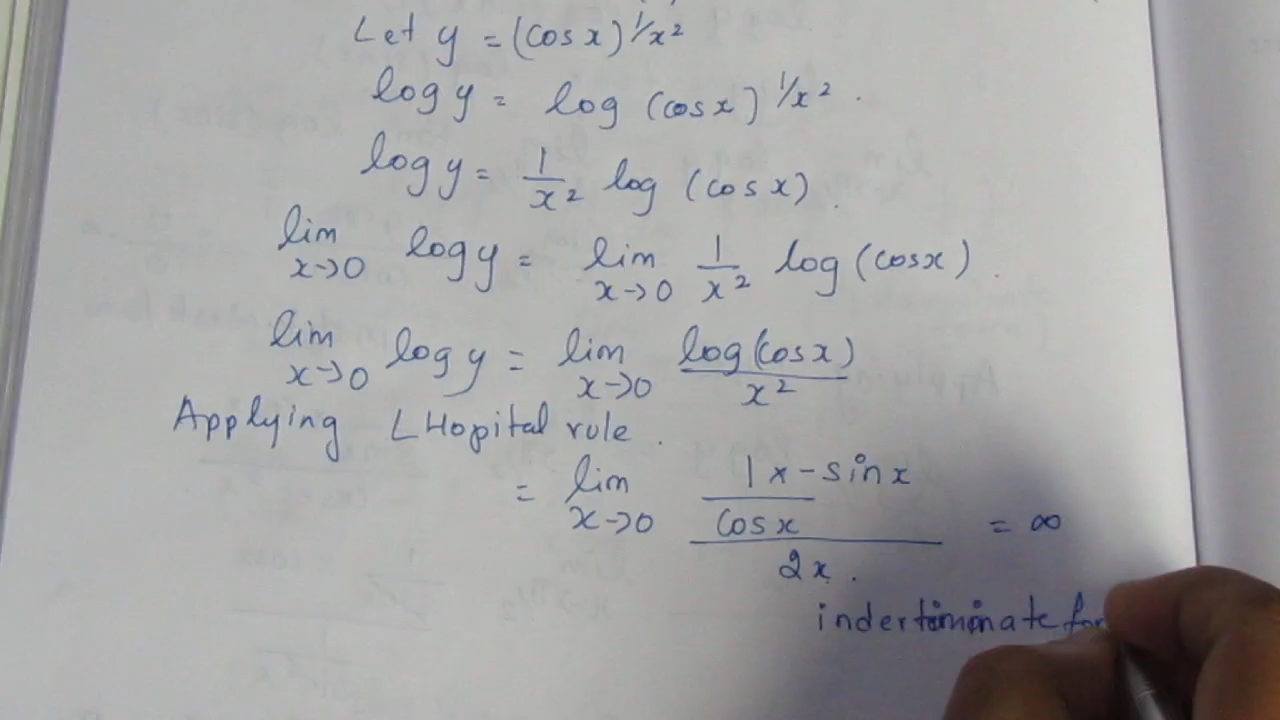 Let y = (cos x)^1/x²
log y = log (cos x)^1/x² .
log y = 1/x² log (cos x) .
lim x→0 log y = lim x→0 1/x² log (cos x) .
lim x→0 log y = lim x→0 log (cos x) / x²
Applying L Hopital rule .
= lim x→0 1/cos x × -sin x / 2x . = ∞
inderteminate for